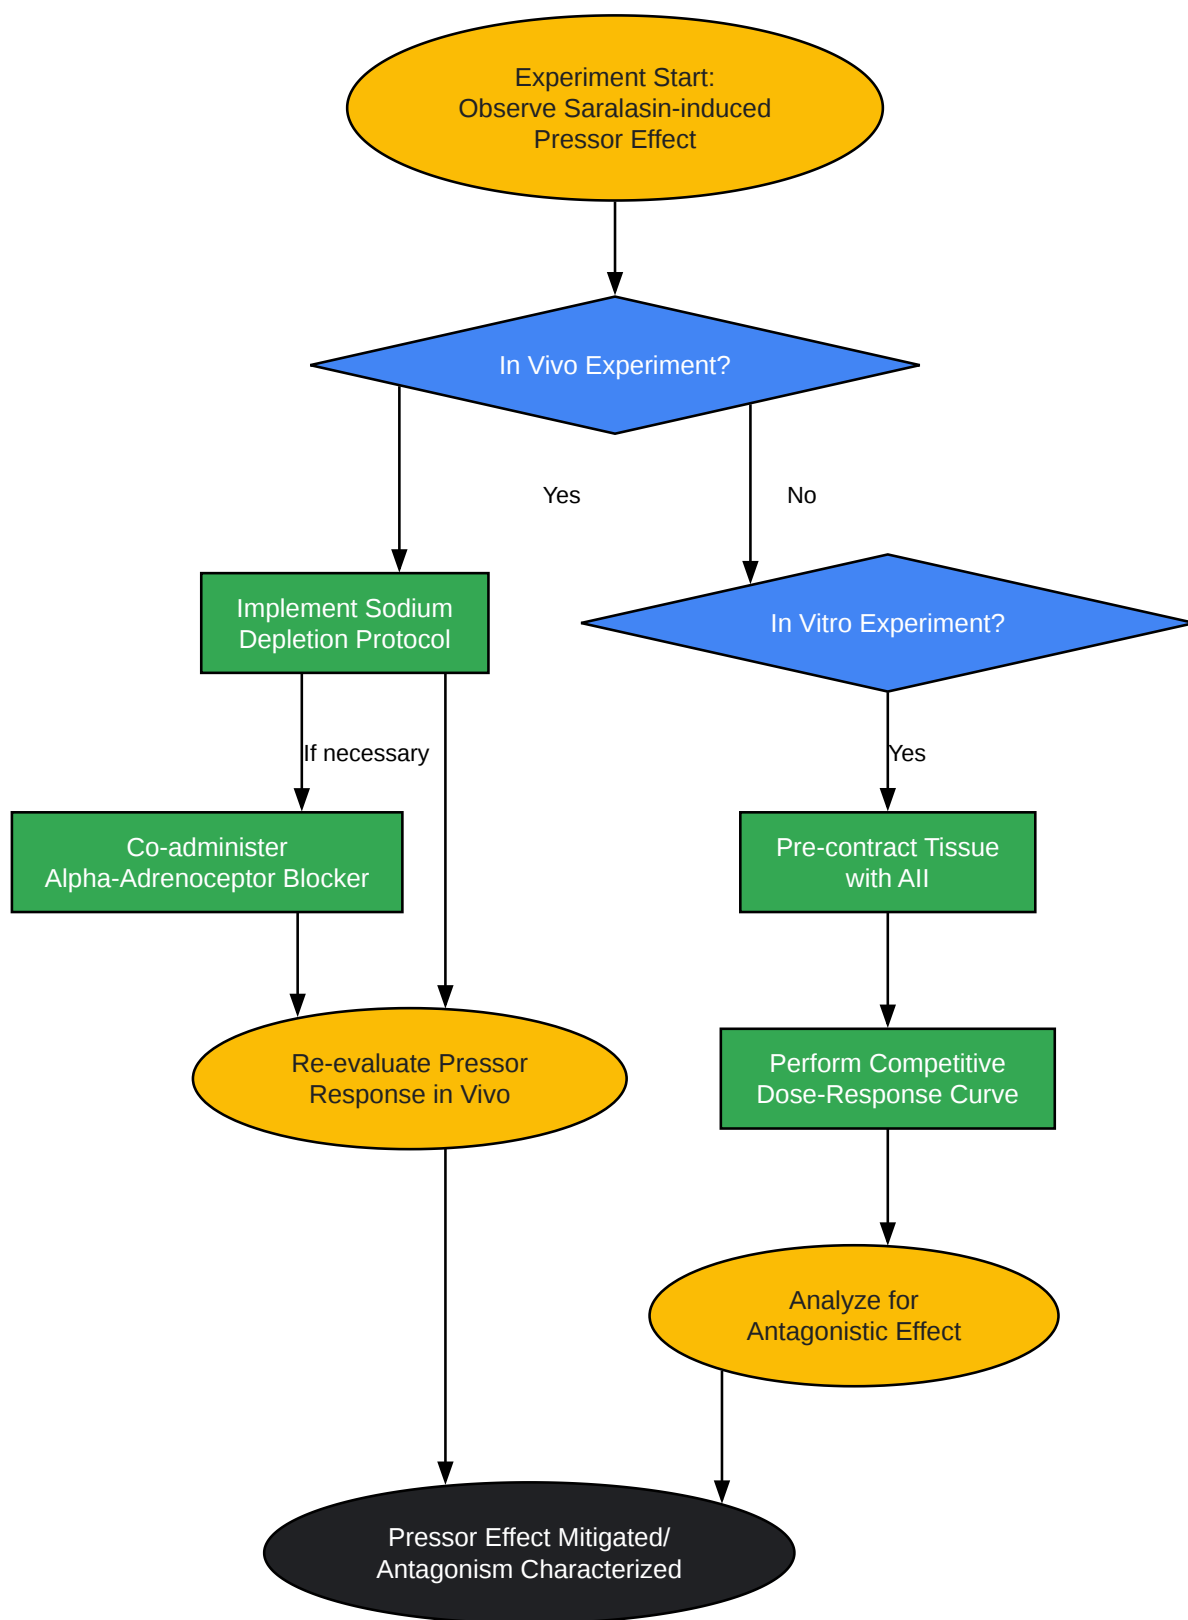 Experiment Start:
Observe Saralasin-induced
Pressor Effect
In Vivo Experiment?
Yes
No
Implement Sodium
Depletion Protocol
In Vitro Experiment?
If necessary
Yes
Co-administer
Alpha-Adrenoceptor Blocker
Pre-contract Tissue
with AII
Re-evaluate Pressor
Response in Vivo
Perform Competitive
Dose-Response Curve
Analyze for
Antagonistic Effect
Pressor Effect Mitigated/
Antagonism Characterized